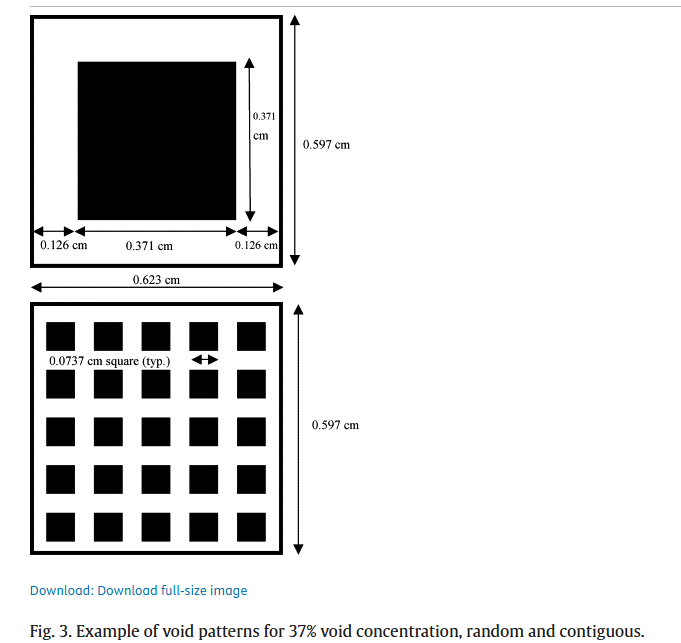 0.371
cm
0.597 cm
0.126 cm
0.371 cm
0.126 cm
0.623 cm
0.0737 cm square (typ.)
0.597 cm
Download: Download full-size image
Fig. 3. Example of void patterns for 37% void concentration, random and contiguous.